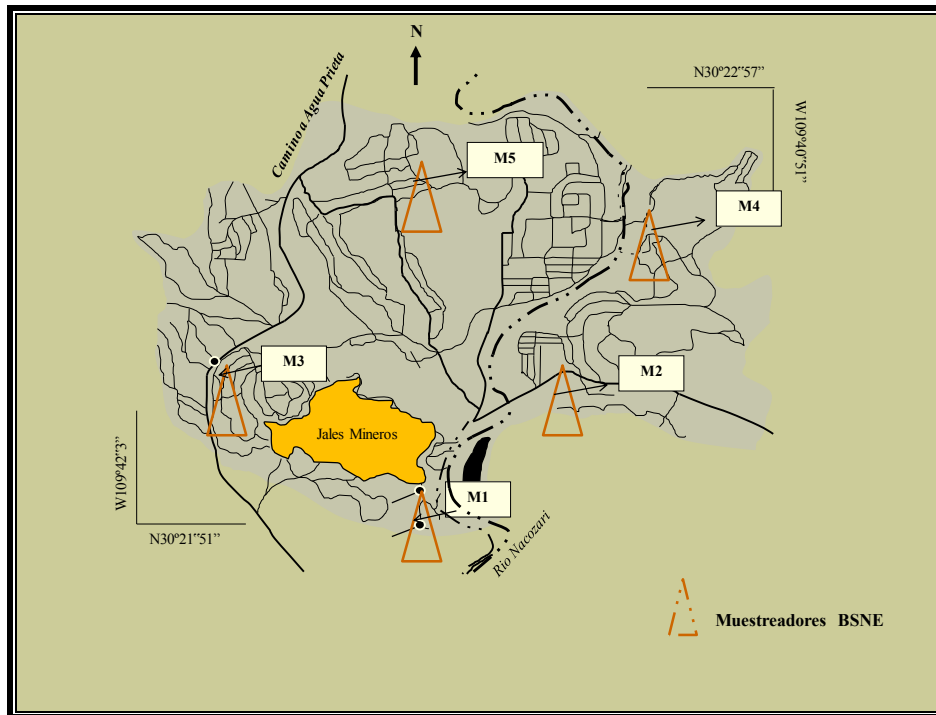 N
N30º22'57”
Camino a Agua Prieta
W109º40'51”
M5
M4
M3
M2
Jales Mineros
W109º42'3”
M1
N30º21'51”
Rio Nacozari
Muestreadores BSNE